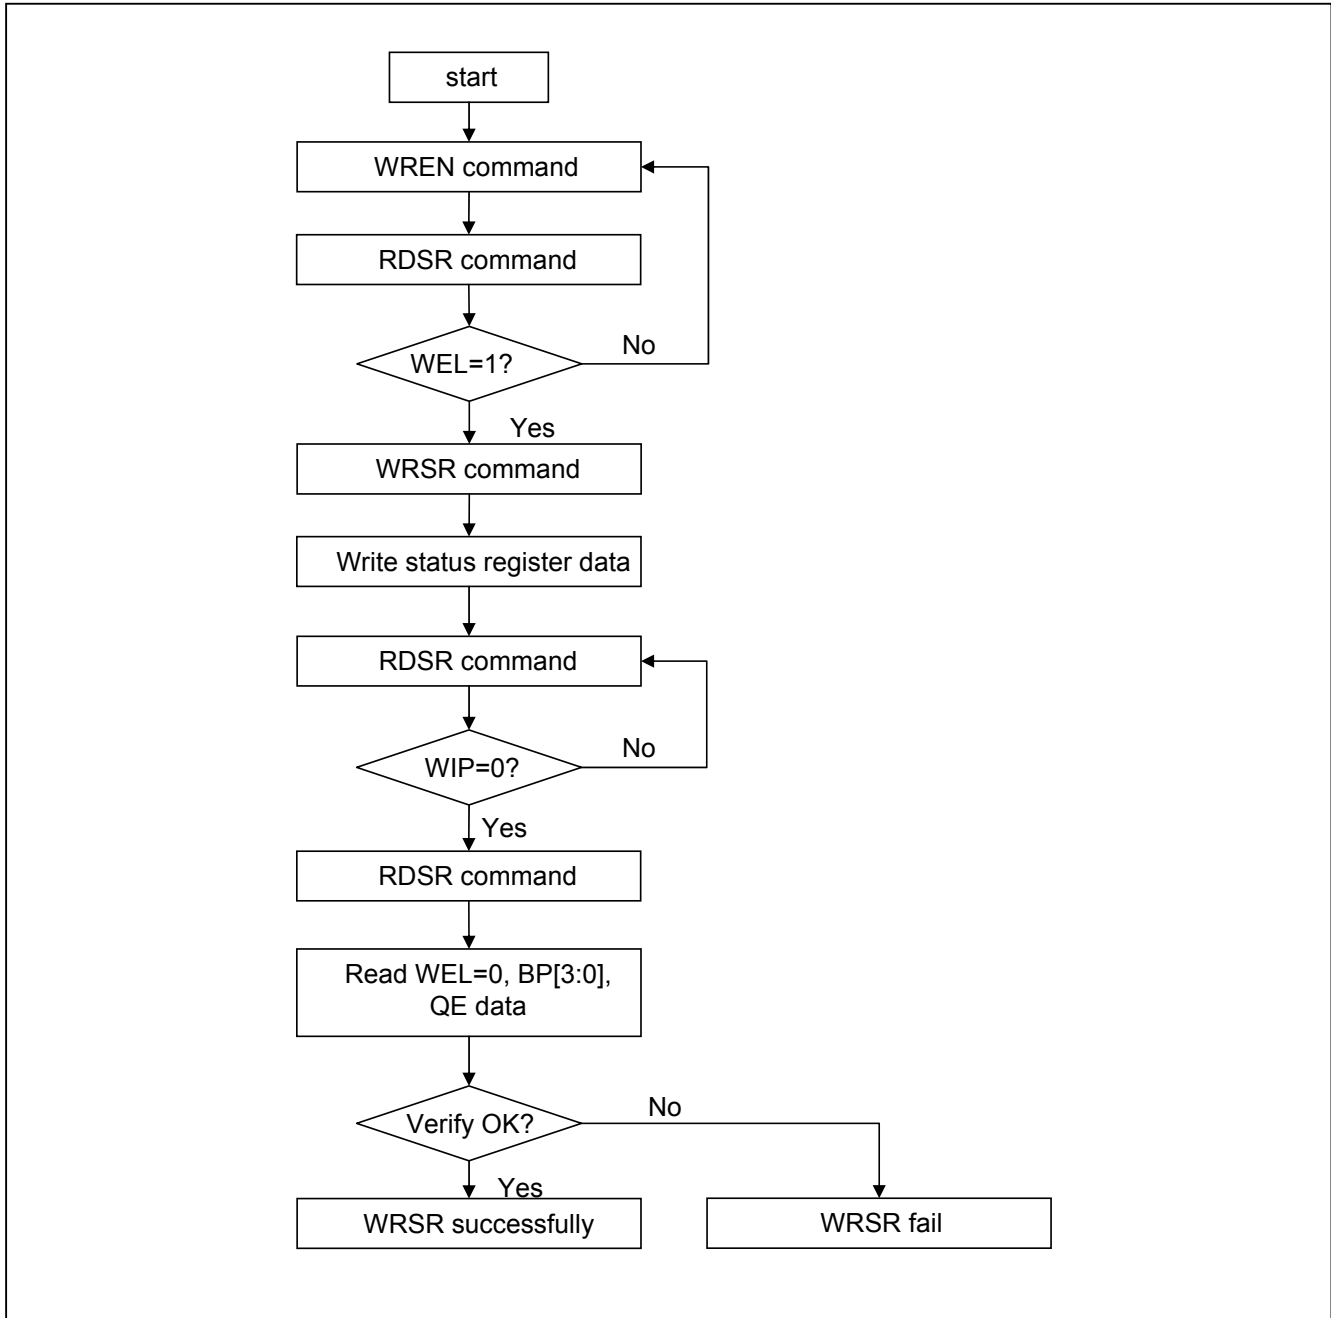 start
WREN command
RDSR command
WEL=1?
No
Yes
WRSR command
Write status register data
RDSR command
WIP=0?
No
Yes
RDSR command
Read WEL=0, BP[3:0],
QE data
Verify OK?
No
Yes
WRSR successfully
WRSR fail